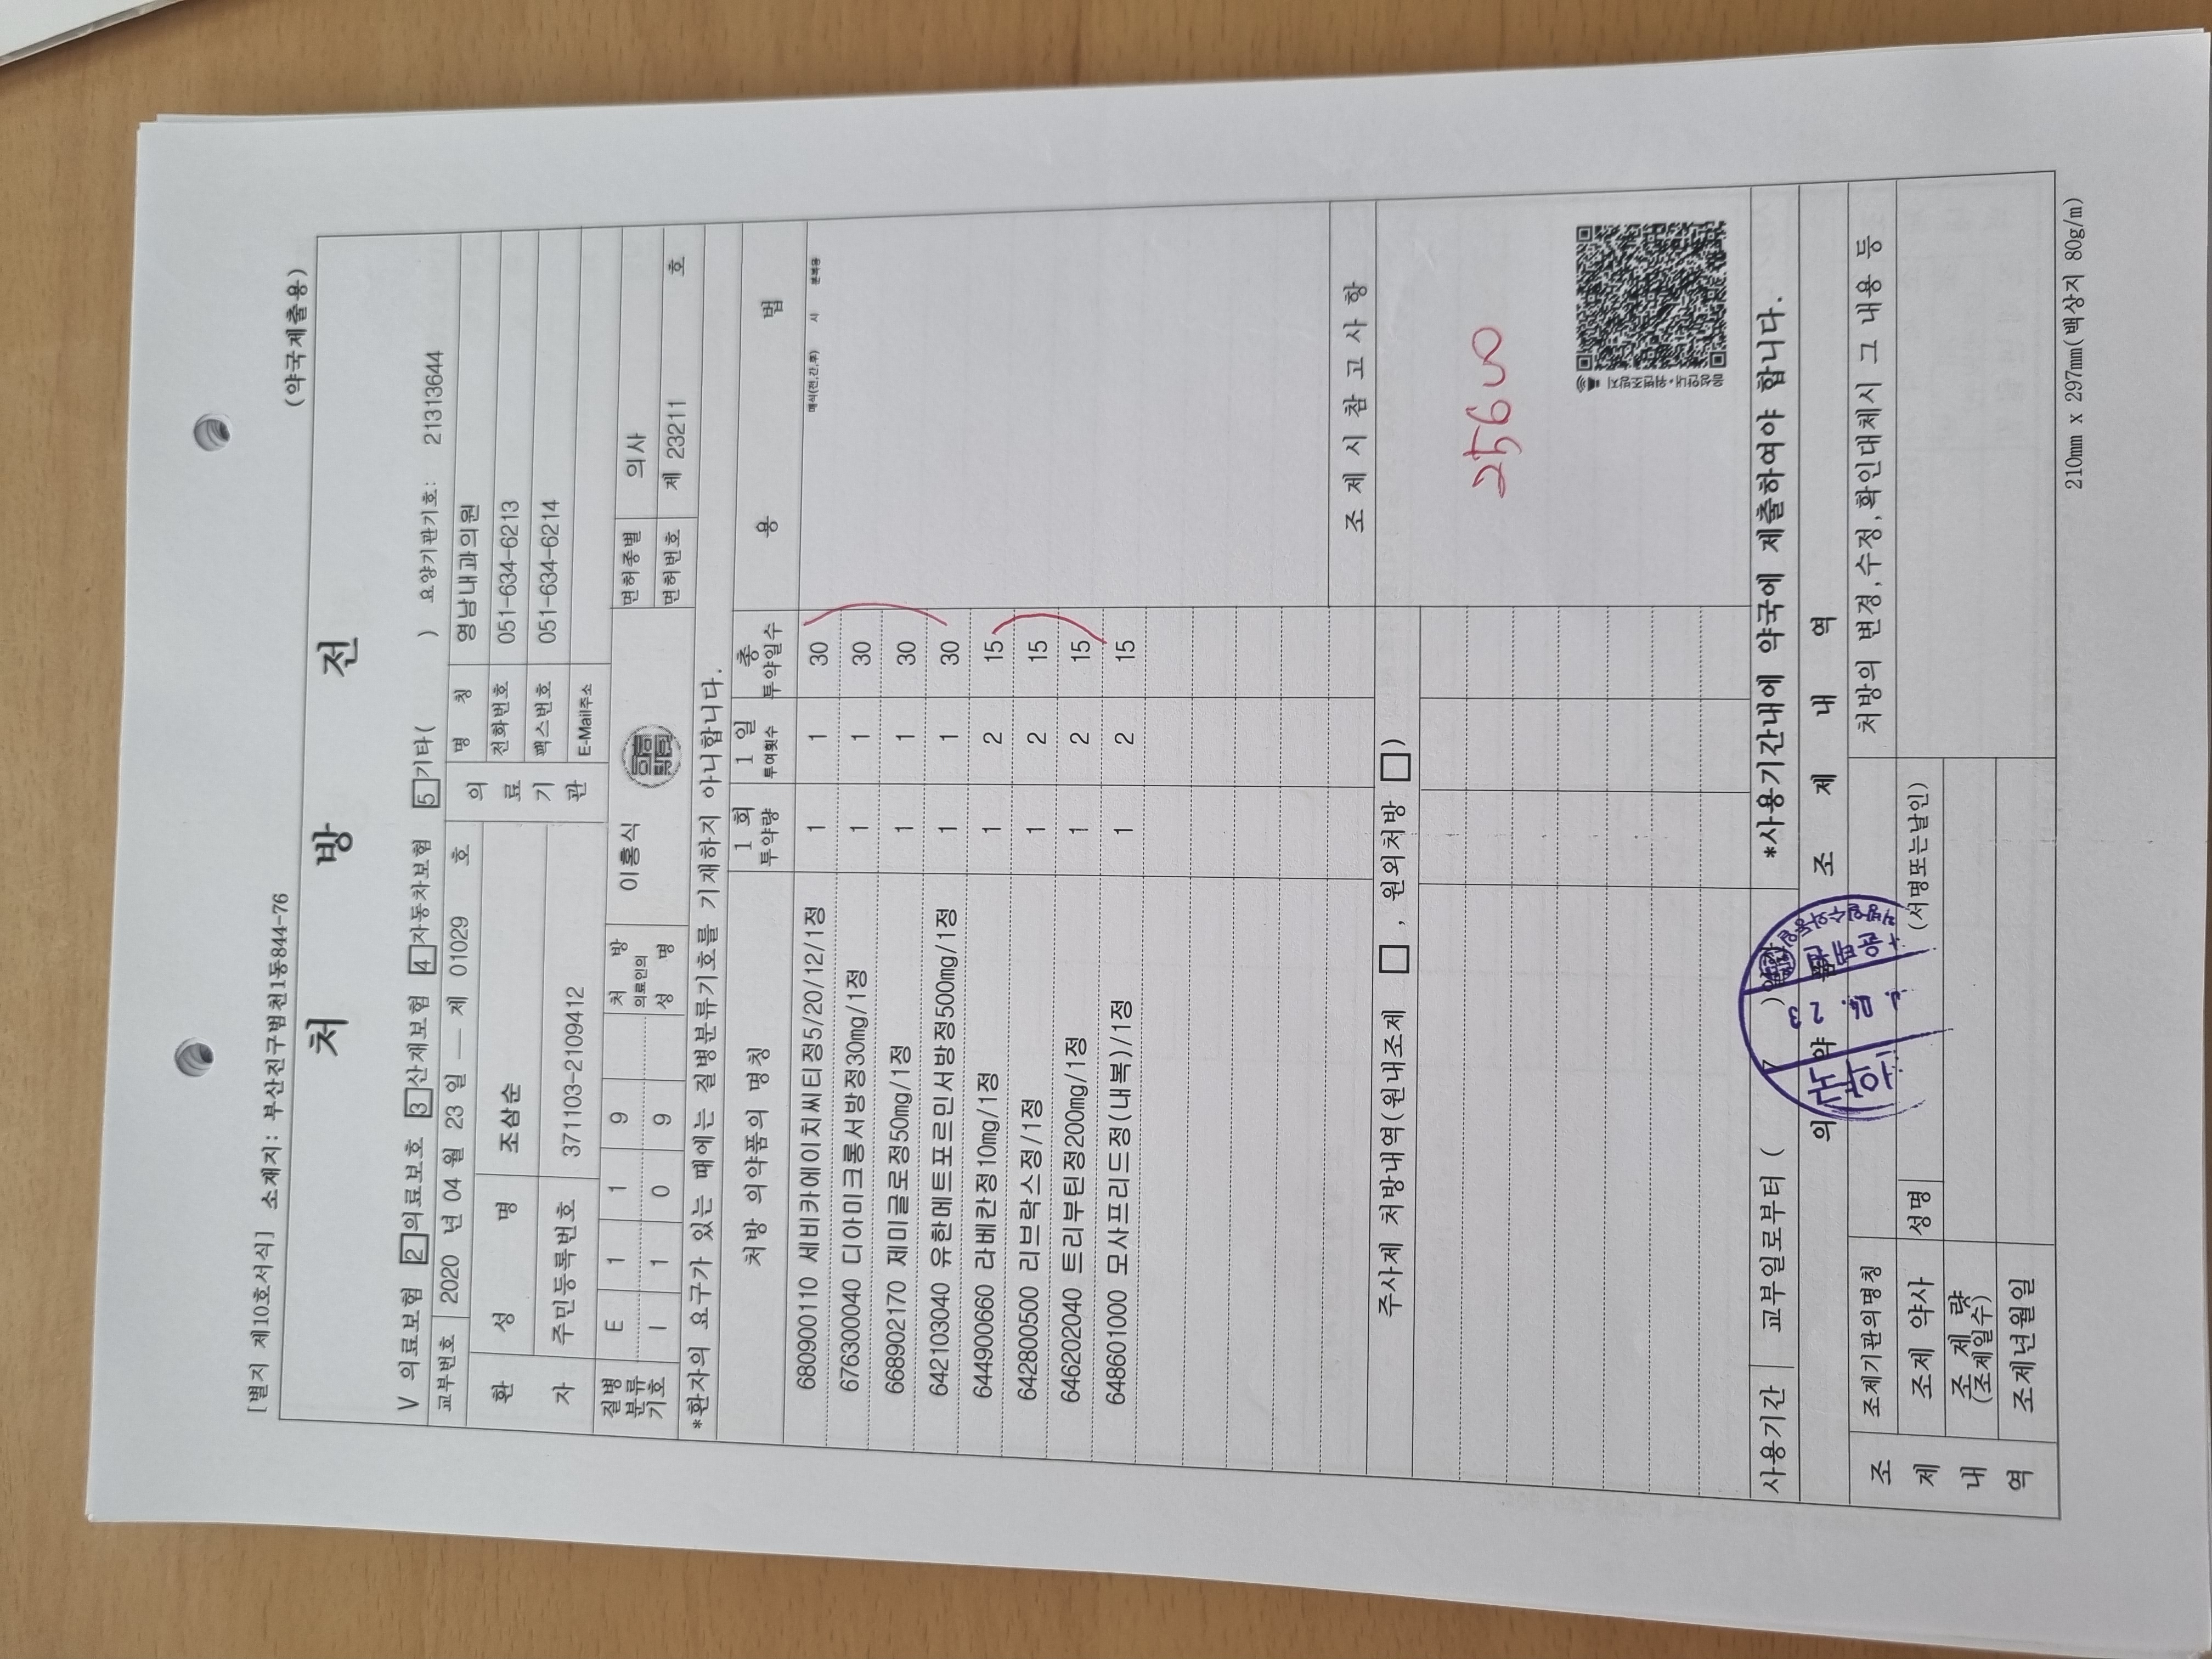 [별지 제10호서식] 소재지: 부산진구범천1동844-76
(약국제출용)
처 방 전
V 의료보험 2 의료보호 3 산재보험 4 자동차보험 5 기타( ) 요양기관기호: 21313644
교부번호 2020 년 04 월 23 일 — 제 01029 호
의료기관 명 칭 영남내과의원
전화번호 051-634-6213
팩스번호 051-634-6214
E-Mail주소
환자 성 명 조삼순
주민등록번호 371103-2109412
질병분류기호 E 1 1 9
I 1 0 9
처 방 의료인의 성 명 이홍식
면허종별 의사
면허번호 제 23211 호
*환자의 요구가 있는 때에는 질병분류기호를 기재하지 아니합니다.
처방 의약품의 명칭 1 회 투약량 1 일 투여횟수 총 투약일수 용 법
매식(전,간,후) 시 분복용
680900110 세비카에이치씨티정5/20/12/1정 1 1 30
676300040 디아미크롱서방정30mg/1정 1 1 30
668902170 제미글로정50mg/1정 1 1 30
642103040 유한메트포르민서방정500mg/1정 1 1 30
644900660 라베칸정10mg/1정 1 2 15
642800500 리브락스정/1정 1 2 15
646202040 트리부틴정200mg/1정 1 2 15
648601000 모사프리드정(내복)/1정 1 2 15
조 제 시 참 고 사 항
주사제 처방내역(원내조제 □ , 원외처방 □)
25600
음성안내·위변조방지
사용기간 교부일로부터 ( 7 )
*사용기간내에 약국에 제출하여야 합니다.
의 약 품 조 제 내 역
약국
04. 23
윤태원
조제내역
조제기관의명칭
처방의 변경,수정,확인대체시 그 내용 등
조제 약사 성명 (서명또는날인)
조 제 량
(조제일수)
조제년월일
210mm x 297mm(백상지 80g/m)